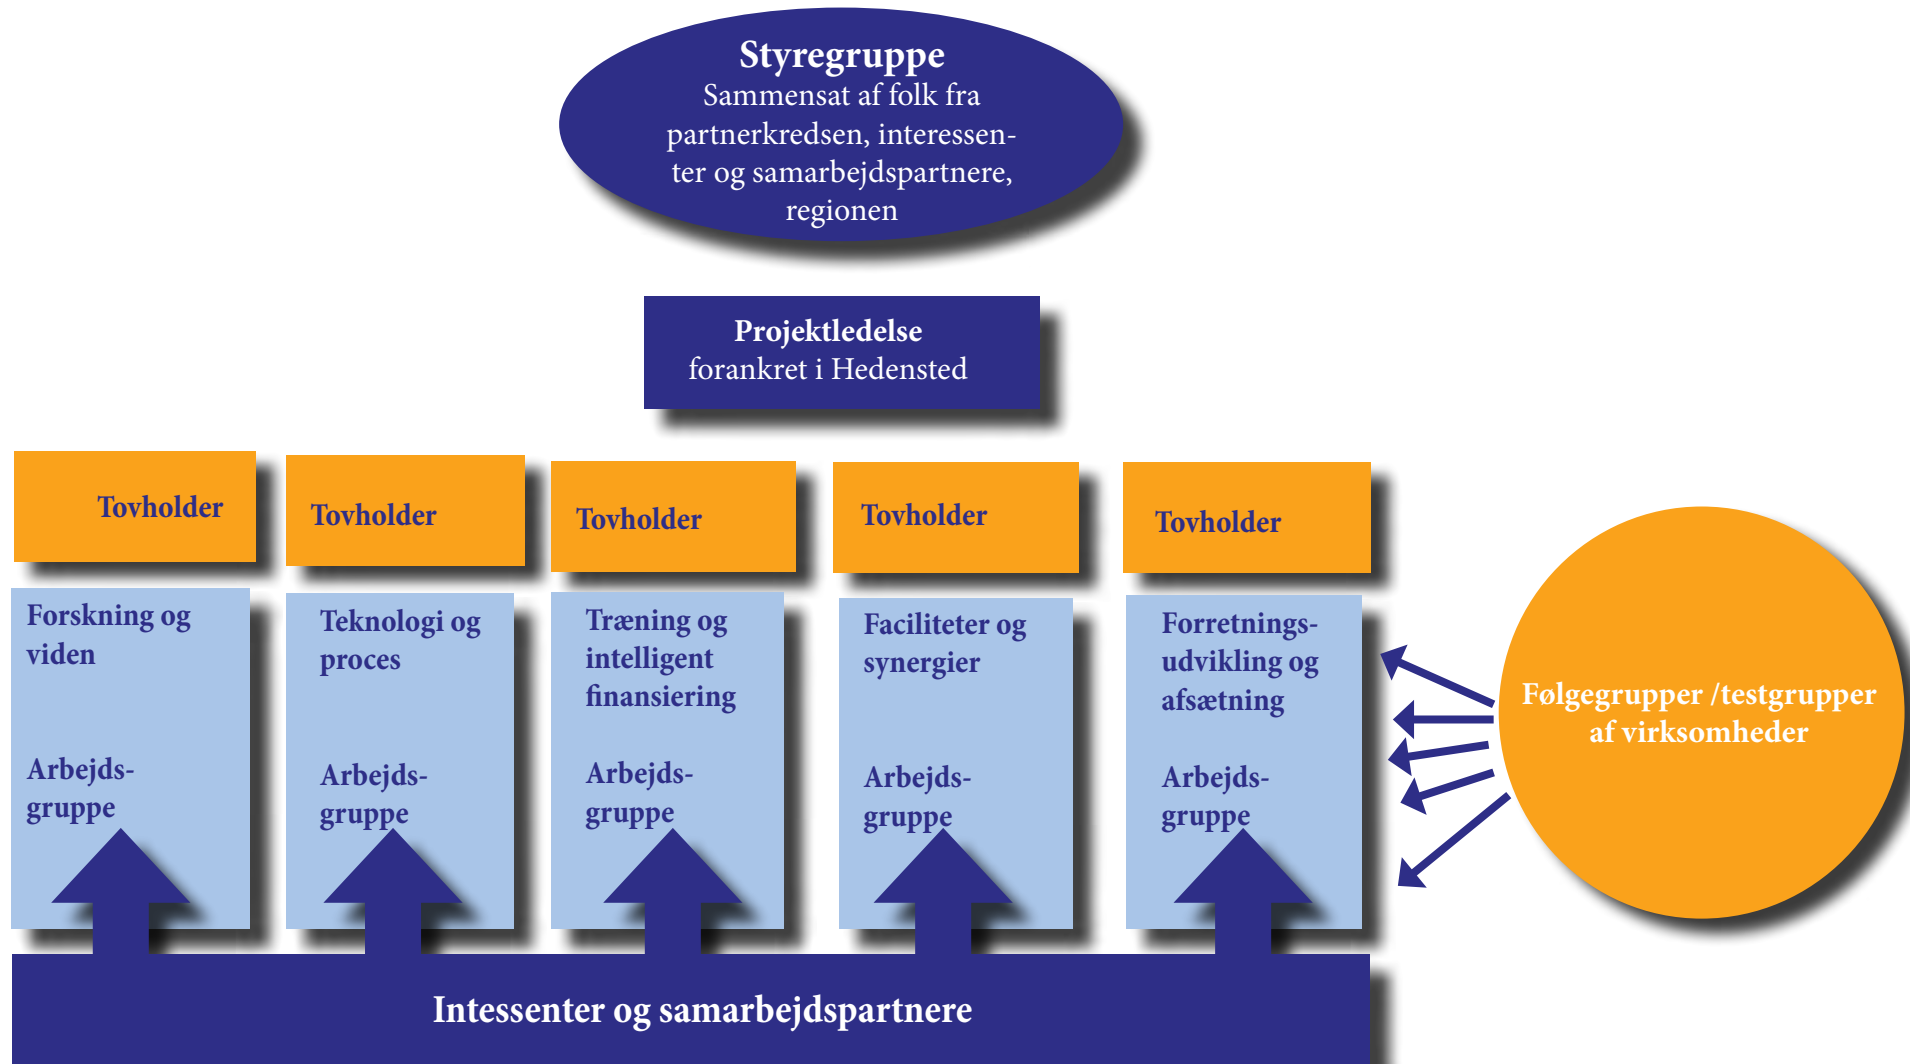 Styregruppe
Sammensat af folk fra
partnerkredsen, interessen-
ter og samarbejdspartnere,
regionen
Projektledelse
forankret i Hedensted
Tovholder
Tovholder
Tovholder
Tovholder
Tovholder
Forskning og
viden
Arbejds-
gruppe
Teknologi og
proces
Arbejds-
gruppe
Træning og
intelligent
finansiering
Arbejds-
gruppe
Faciliteter og
synergier
Arbejds-
gruppe
Forretnings-
udvikling og
afsætning
Arbejds-
gruppe
Følgegrupper /testgrupper
af virksomheder
Intessenter og samarbejdspartnere